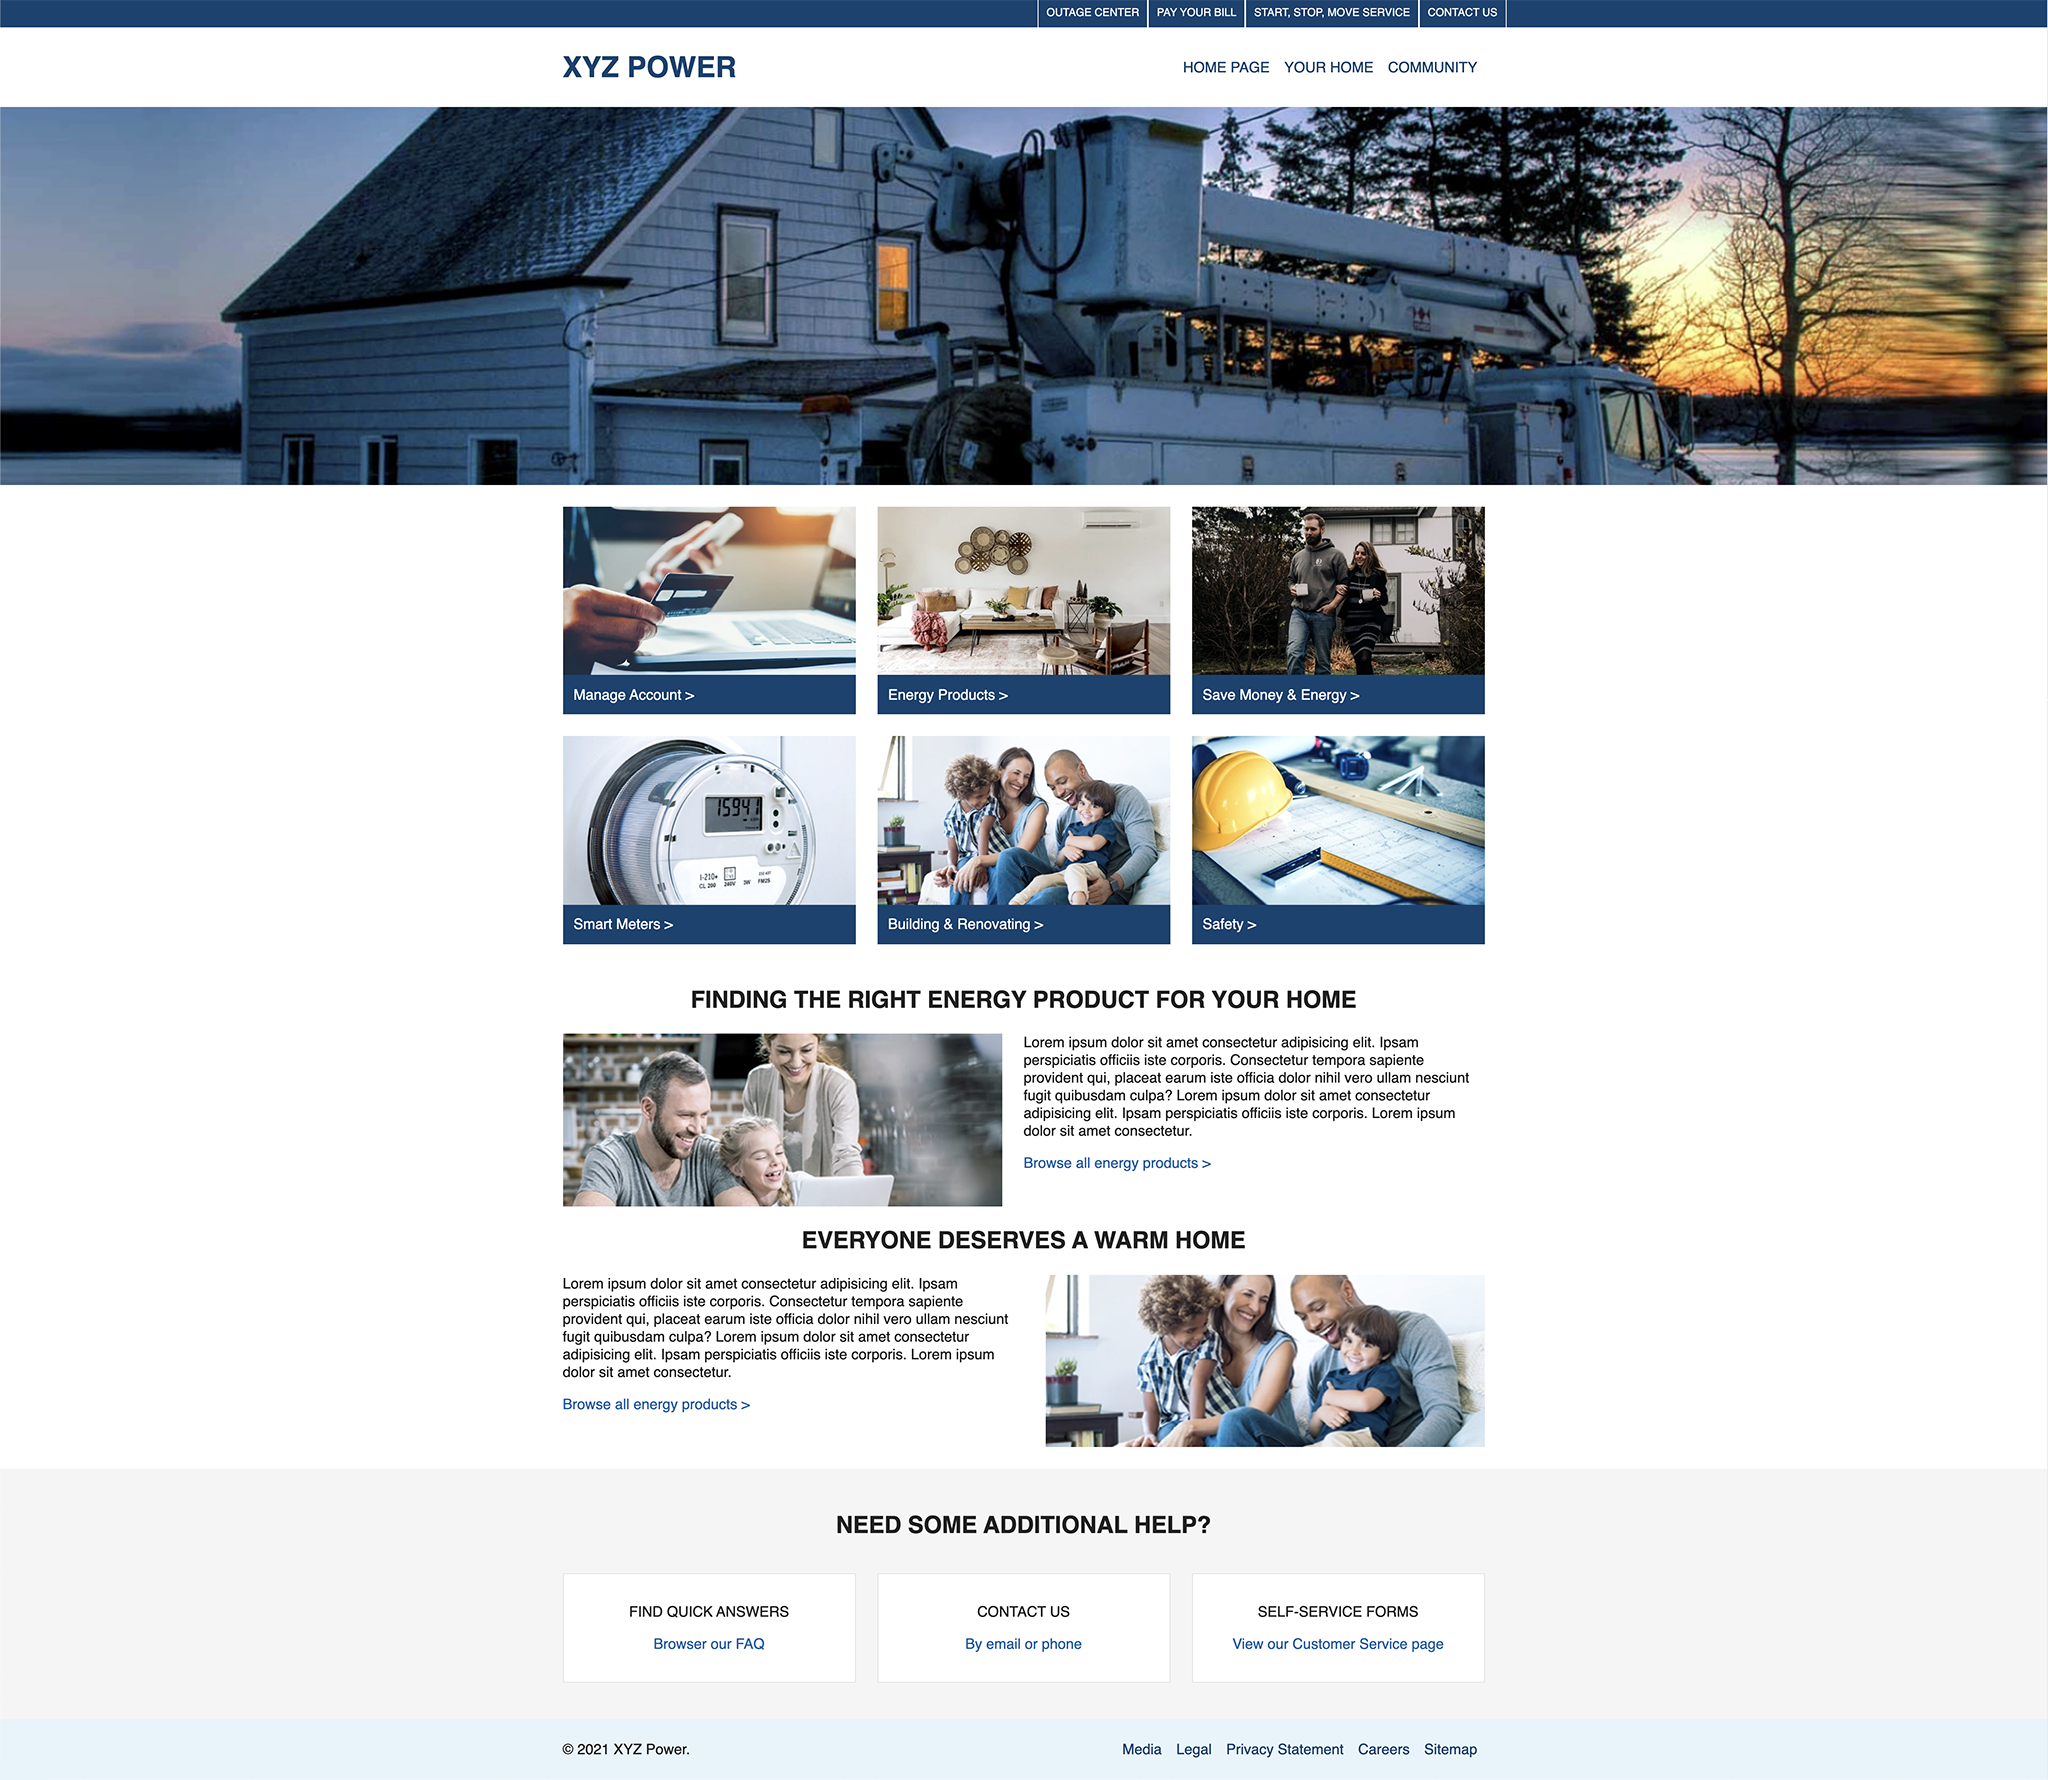 OUTAGE CENTER
PAY YOUR BILL
START, STOP, MOVE SERVICE
CONTACT US
XYZ POWER
HOME PAGE
YOUR HOME
COMMUNITY
Manage Account >
Energy Products >
Save Money & Energy >
15941
I-210+
CL 200 240V 3W FM2S
Smart Meters >
Building & Renovating >
Safety >
FINDING THE RIGHT ENERGY PRODUCT FOR YOUR HOME
Lorem ipsum dolor sit amet consectetur adipisicing elit. Ipsam
perspiciatis officiis iste corporis. Consectetur tempora sapiente
provident qui, placeat earum iste officia dolor nihil vero ullam nesciunt
fugit quibusdam culpa? Lorem ipsum dolor sit amet consectetur
adipisicing elit. Ipsam perspiciatis officiis iste corporis. Lorem ipsum
dolor sit amet consectetur.
Browse all energy products >
EVERYONE DESERVES A WARM HOME
Lorem ipsum dolor sit amet consectetur adipisicing elit. Ipsam
perspiciatis officiis iste corporis. Consectetur tempora sapiente
provident qui, placeat earum iste officia dolor nihil vero ullam nesciunt
fugit quibusdam culpa? Lorem ipsum dolor sit amet consectetur
adipisicing elit. Ipsam perspiciatis officiis iste corporis. Lorem ipsum
dolor sit amet consectetur.
Browse all energy products >
NEED SOME ADDITIONAL HELP?
FIND QUICK ANSWERS
Browser our FAQ
CONTACT US
By email or phone
SELF-SERVICE FORMS
View our Customer Service page
© 2021 XYZ Power.
Media
Legal
Privacy Statement
Careers
Sitemap